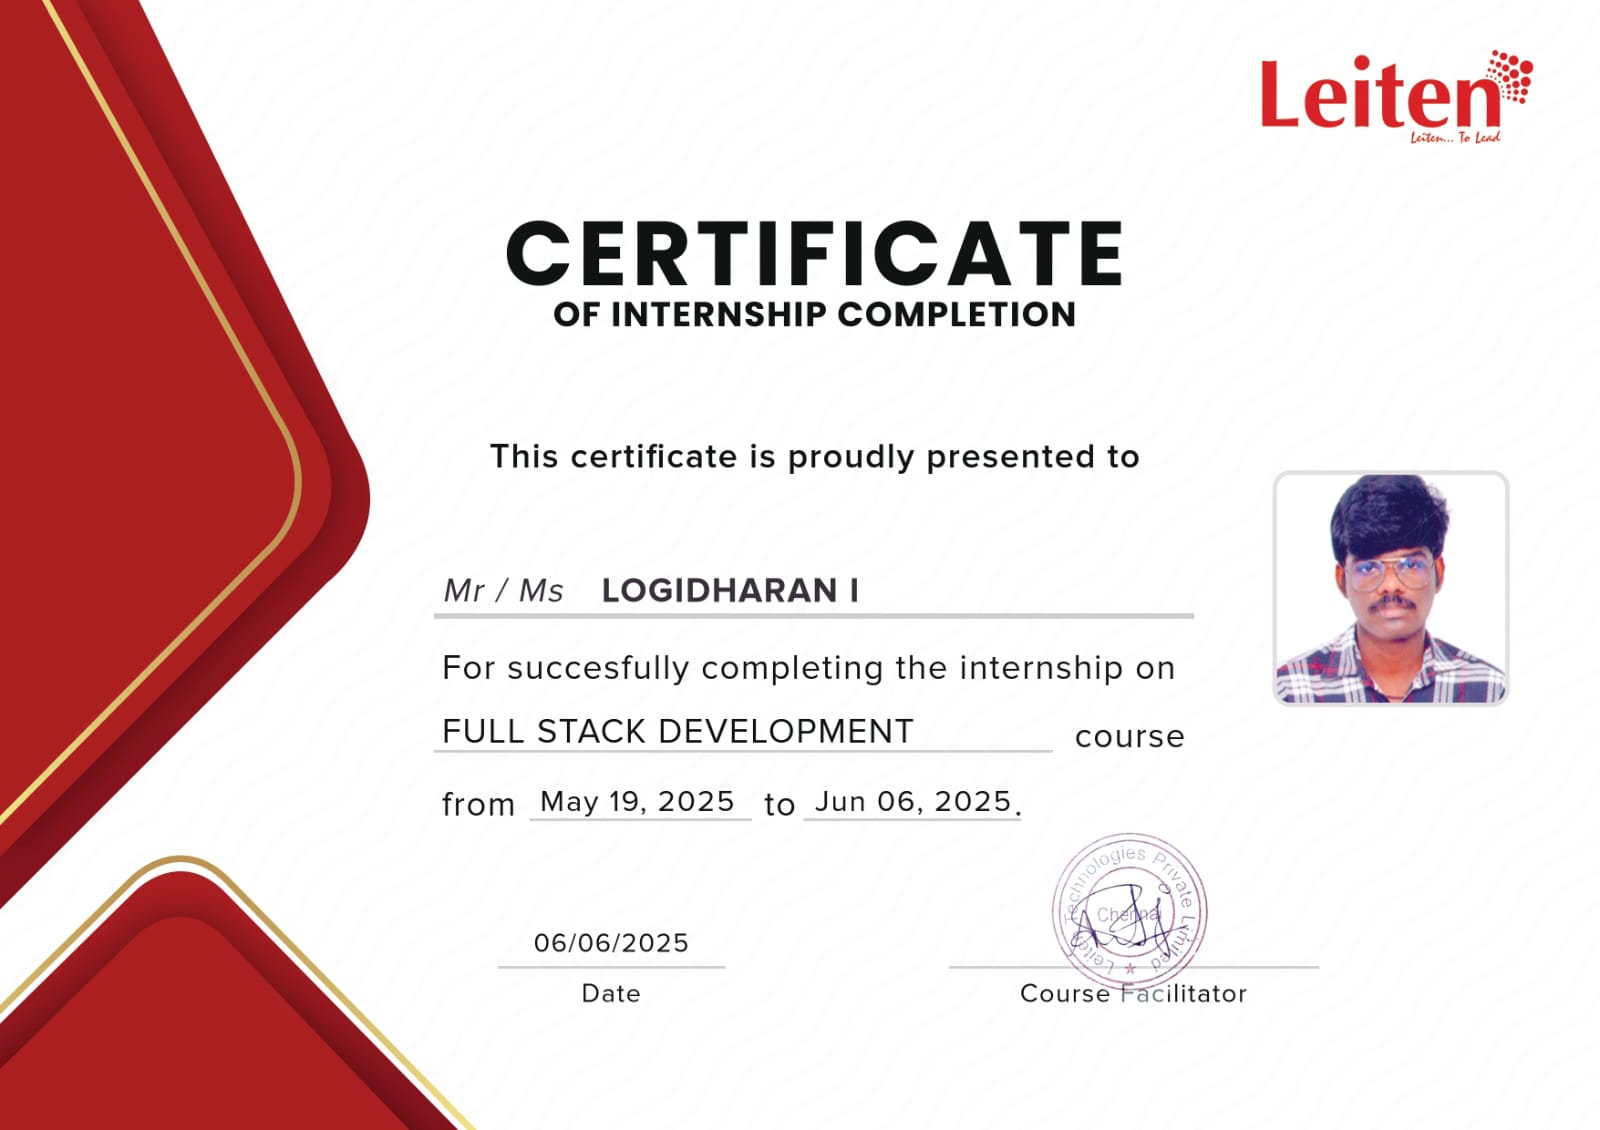 Leiten
Leiten... To Lead
CERTIFICATE
OF INTERNSHIP COMPLETION
This certificate is proudly presented to
Mr / Ms LOGIDHARAN I
For succesfully completing the internship on
FULL STACK DEVELOPMENT course
from May 19, 2025 to Jun 06, 2025.
Leiten Technologies Private Limited
Chennai
06/06/2025
Date
Course Facilitator